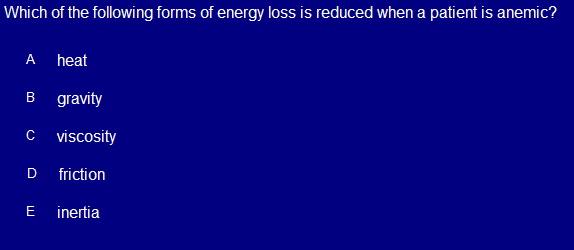 Which of the following forms of energy loss is reduced when a patient is anemic?
A heat
B gravity
C viscosity
D friction
E inertia